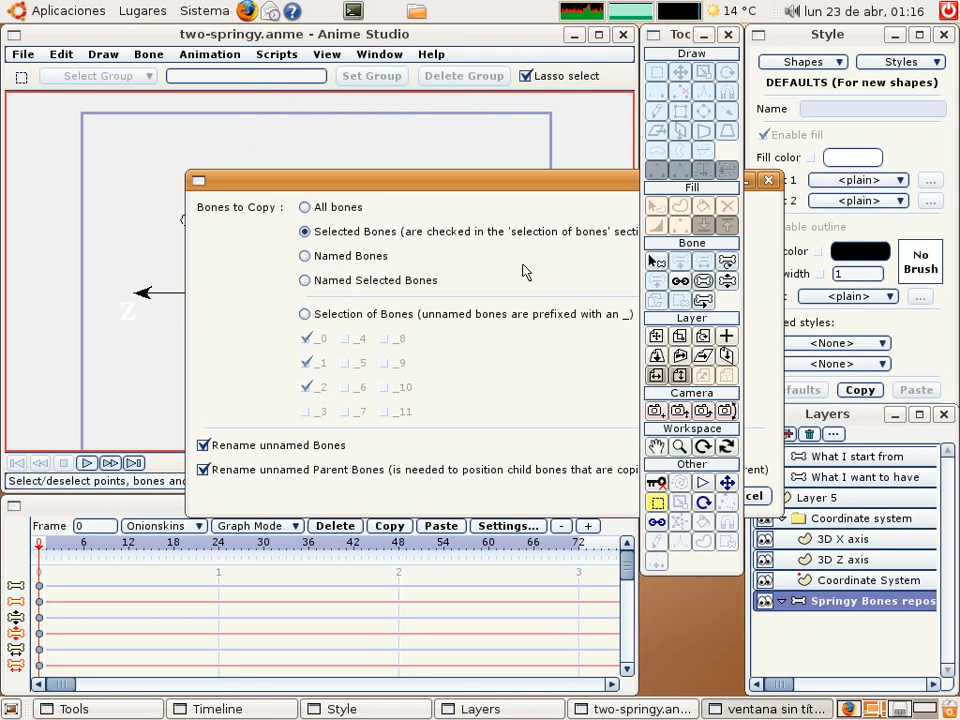 Aplicaciones Lugares Sistema
14 °C
lun 23 de abr, 01:16
two-springy.anme - Anime Studio
File Edit Draw Bone Animation Scripts View Window Help
Select Group Set Group Delete Group Lasso select
Z
Bones to Copy :
All bones
Selected Bones (are checked in the 'selection of bones' secti
Named Bones
Named Selected Bones
Selection of Bones (unnamed bones are prefixed with an _)
_0 _4 _8
_1 _5 _9
_2 _6 _10
_3 _7 _11
Rename unnamed Bones
Rename unnamed Parent Bones (is needed to position child bones that are copi rent)
cel
Select/deselect points, bones and
Frame 0 Onionskins Graph Mode Delete Copy Paste Settings... - +
0 6 12 18 24 30 36 42 48 54 60 66 72
1 2 3
Toc
Draw
Fill
Bone
Layer
Camera
Workspace
Other
Style
Shapes Styles
DEFAULTS (For new shapes)
Name
Enable fill
Fill color
t 1 <plain> ...
t 2 <plain> ...
able outline
color
No
Brush
width 1
<plain> ...
ed styles:
<None>
<None>
efaults Copy Paste
Layers
...
What I start from
What I want to have
Layer 5
Coordinate system
3D X axis
3D Z axis
Coordinate System
Springy Bones repos
Tools Timeline Style Layers two-springy.an... ventana sin tít...